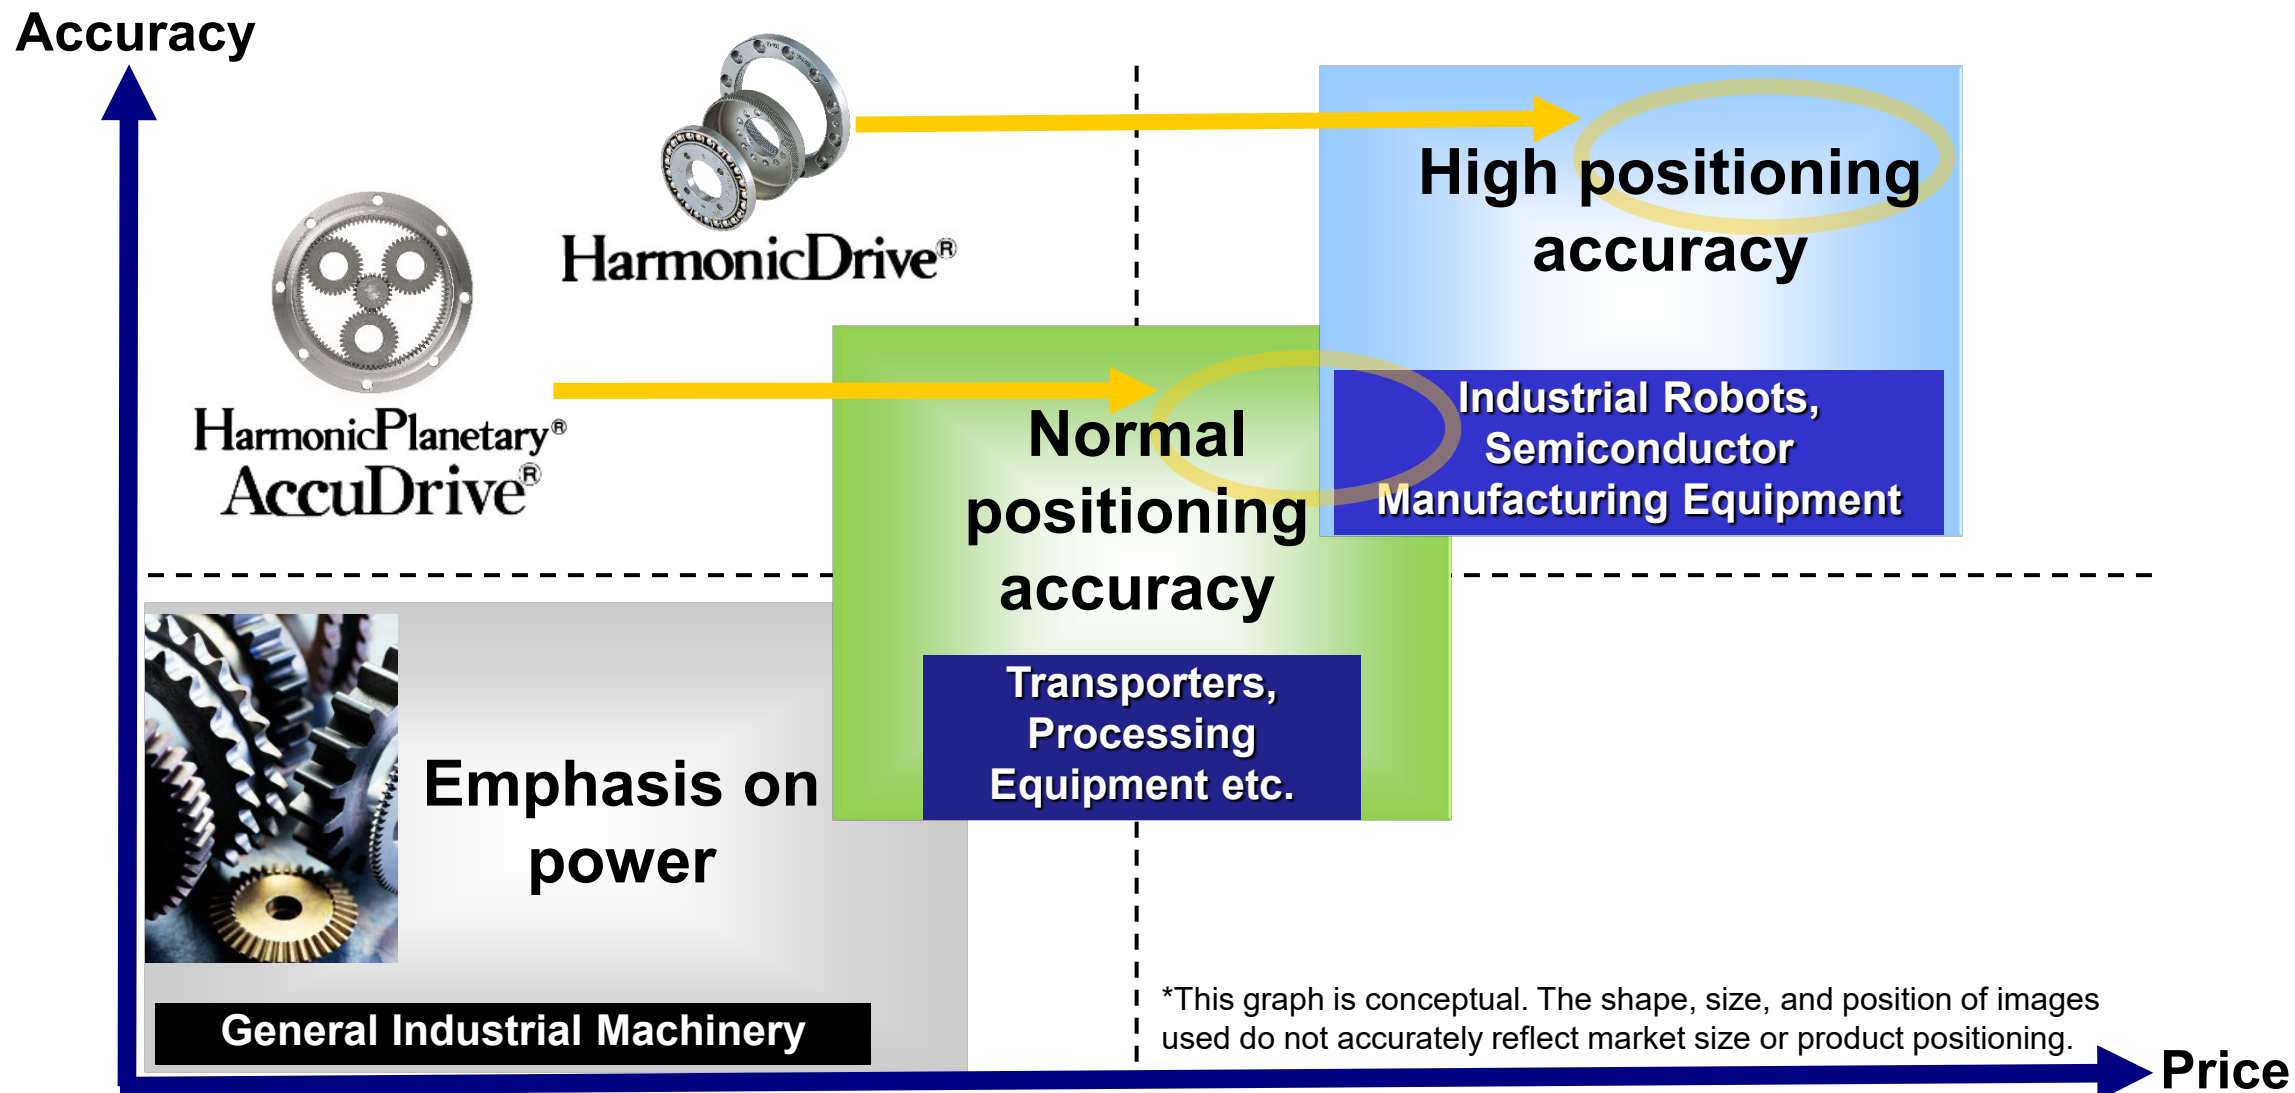 Accuracy
HarmonicDrive®
High positioning
accuracy
HarmonicPlanetary®
AccuDrive®
Normal
positioning
accuracy
Industrial Robots,
Semiconductor
Manufacturing Equipment
Transporters,
Processing
Equipment etc.
Emphasis on
power
General Industrial Machinery
*This graph is conceptual. The shape, size, and position of images
used do not accurately reflect market size or product positioning.
Price